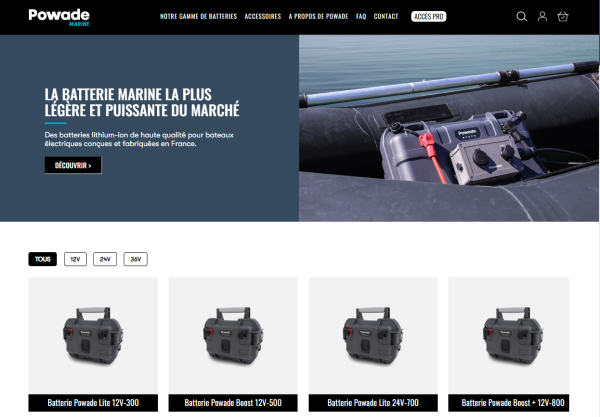 Powade
MARINE
NOTRE GAMME DE BATTERIES ACCESSOIRES A PROPOS DE POWADE FAQ CONTACT ACCÈS PRO
LA BATTERIE MARINE LA PLUS
LÉGÈRE ET PUISSANTE DU MARCHÉ
Des batteries lithium-ion de haute qualité pour bateaux
électriques conçues et fabriquées en France.
DÉCOUVRIR >
Powade
TOUS 12V 24V 36V
Batterie Powade Lite 12V-300
Batterie Powade Boost 12V-500
Batterie Powade Lite 24V-700
Batterie Powade Boost + 12V-800